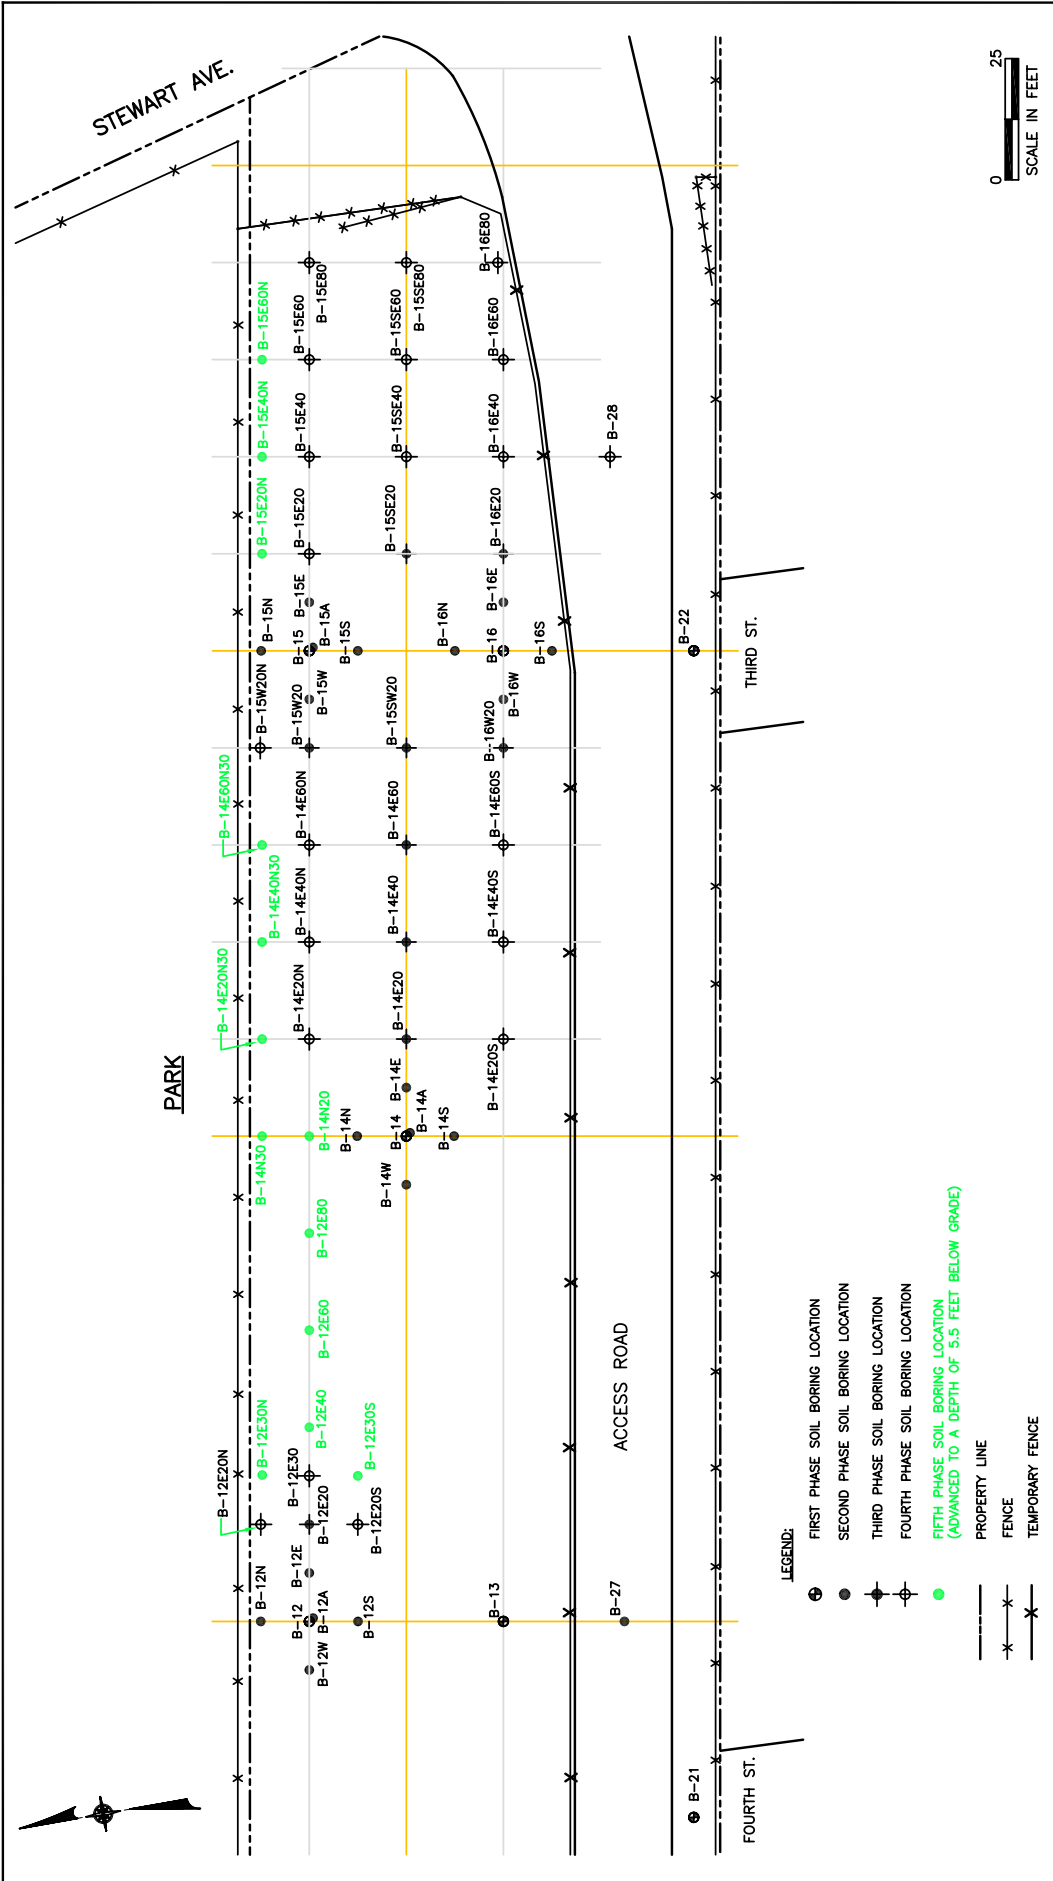 STEWART AVE.
PARK
B-15E60N
B-15E40N
B-15E20N
B-15N
B-15W20N
B-14E60N30
B-14E40N30
B-14E20N30
B-14N30
B-12E30N
B-12E20N
B-12N
B-15E80
B-15E60
B-15E40
B-15E20
B-15E
B-15
B-15A
B-15W
B-15W20
B-14E60N
B-14E40N
B-14E20N
B-14N20
B-12E80
B-12E60
B-12E40
B-12E30
B-12E20
B-12E
B-12
B-12A
B-12W
B-15S
B-14N
B-12E30S
B-12E20S
B-12S
B-15SE80
B-15SE60
B-15SE40
B-15SE20
B-15SW20
B-14E60
B-14E40
B-14E20
B-14E
B-14
B-14A
B-14W
B-16N
B-14S
B-16E80
B-16E60
B-16E40
B-16E20
B-16E
B-16
B-16W
B-16W20
B-14E60S
B-14E40S
B-14E20S
B-13
B-16S
B-28
B-27
ACCESS ROAD
B-22
B-21
THIRD ST.
FOURTH ST.
LEGEND:
FIRST PHASE SOIL BORING LOCATION
SECOND PHASE SOIL BORING LOCATION
THIRD PHASE SOIL BORING LOCATION
FOURTH PHASE SOIL BORING LOCATION
FIFTH PHASE SOIL BORING LOCATION
(ADVANCED TO A DEPTH OF 5.5 FEET BELOW GRADE)
PROPERTY LINE
FENCE
TEMPORARY FENCE
0 25
SCALE IN FEET